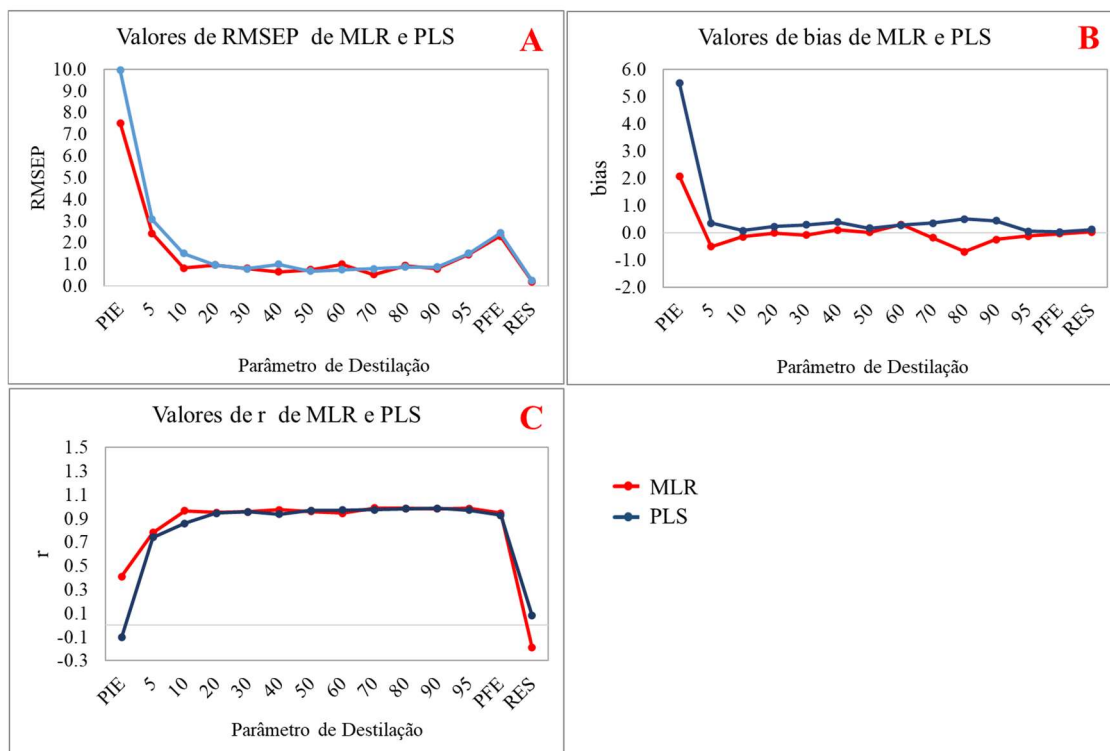 Valores de RMSEP de MLR e PLS
A
10.0
9.0
8.0
7.0
6.0
5.0
4.0
3.0
2.0
1.0
0.0
RMSEP
PIE 5 10 20 30 40 50 60 70 80 90 95 PFE RES
Parâmetro de Destilação
Valores de bias de MLR e PLS
B
6.0
5.0
4.0
3.0
2.0
1.0
0.0
-1.0
-2.0
bias
PIE 5 10 20 30 40 50 60 70 80 90 95 PFE RES
Parâmetro de Destilação
Valores de r de MLR e PLS
C
1.5
1.3
1.1
0.9
0.7
0.5
0.3
0.1
-0.1
-0.3
r
PIE 5 10 20 30 40 50 60 70 80 90 95 PFE RES
Parâmetro de Destilação
MLR
PLS